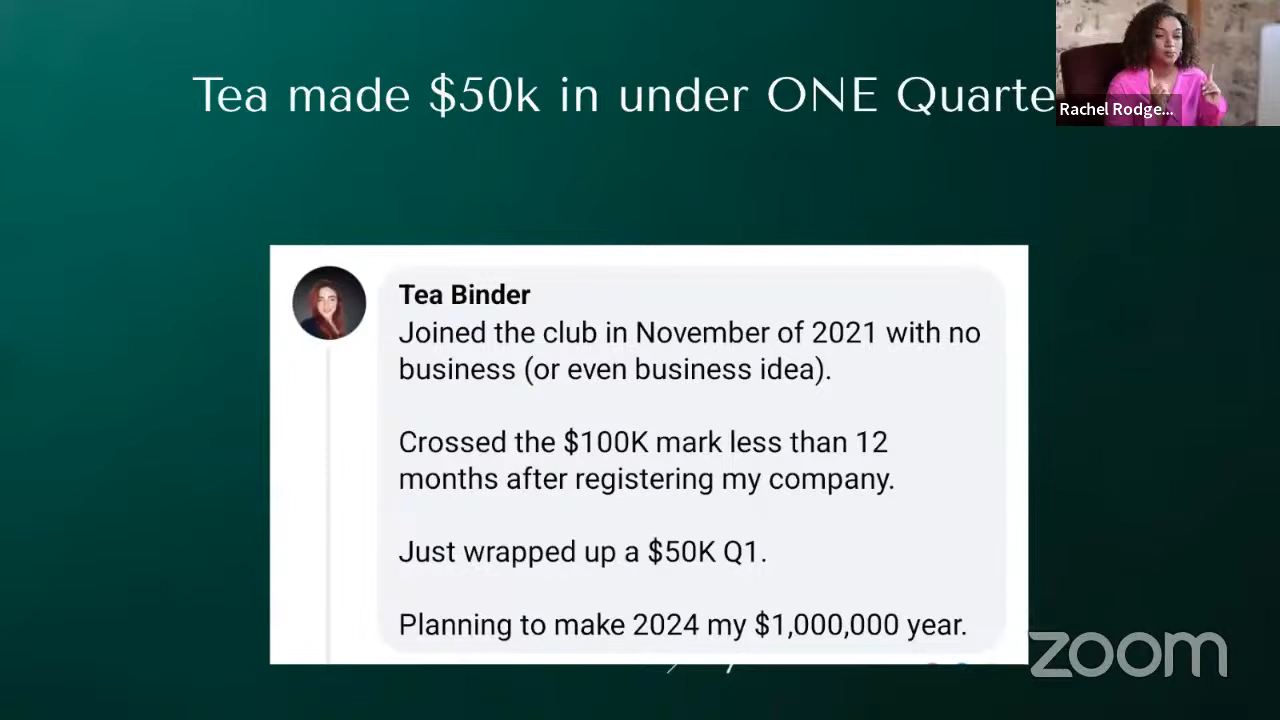 Tea made $50k in under ONE Quarte
Rachel Rodge...
Tea Binder
Joined the club in November of 2021 with no
business (or even business idea).
Crossed the $100K mark less than 12
months after registering my company.
Just wrapped up a $50K Q1.
Planning to make 2024 my $1,000,000 year.
zoom